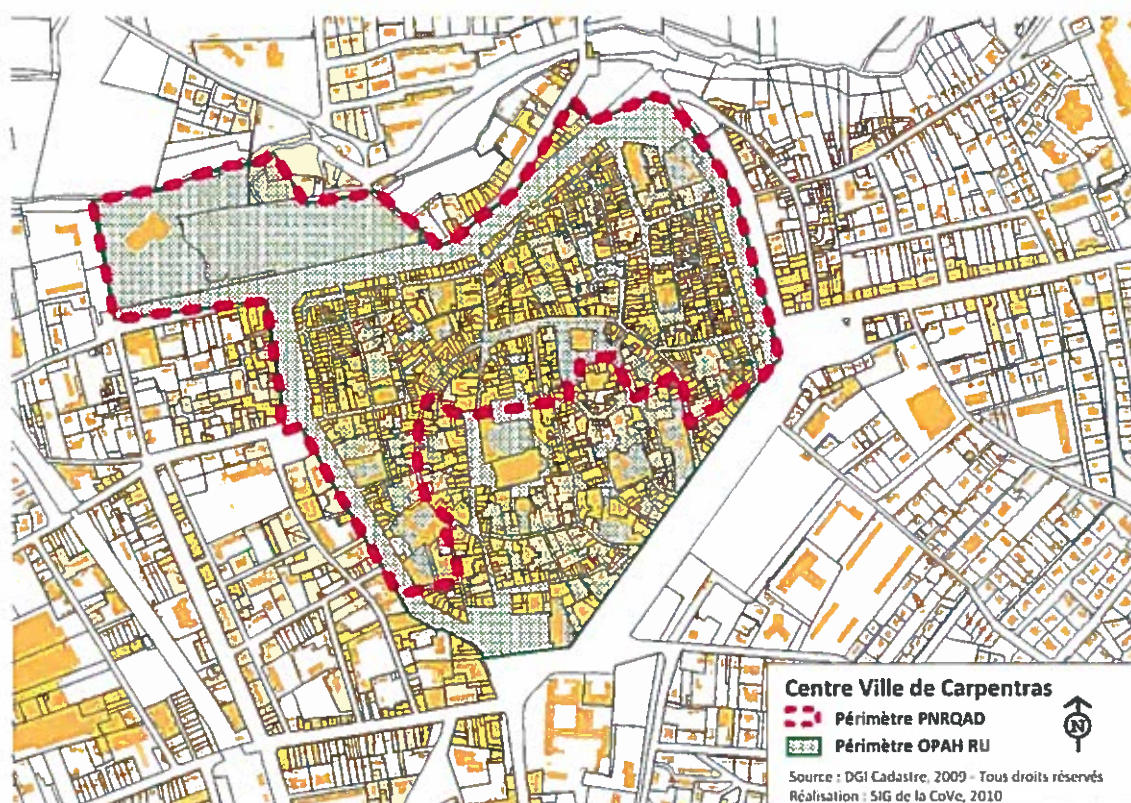 Centre Ville de Carpentras
Périmètre PNRQAD
Périmètre OPAH RU
N
Source : DGI Cadastre, 2009 - Tous droits réservés
Réalisation : SIG de la CoVe, 2010